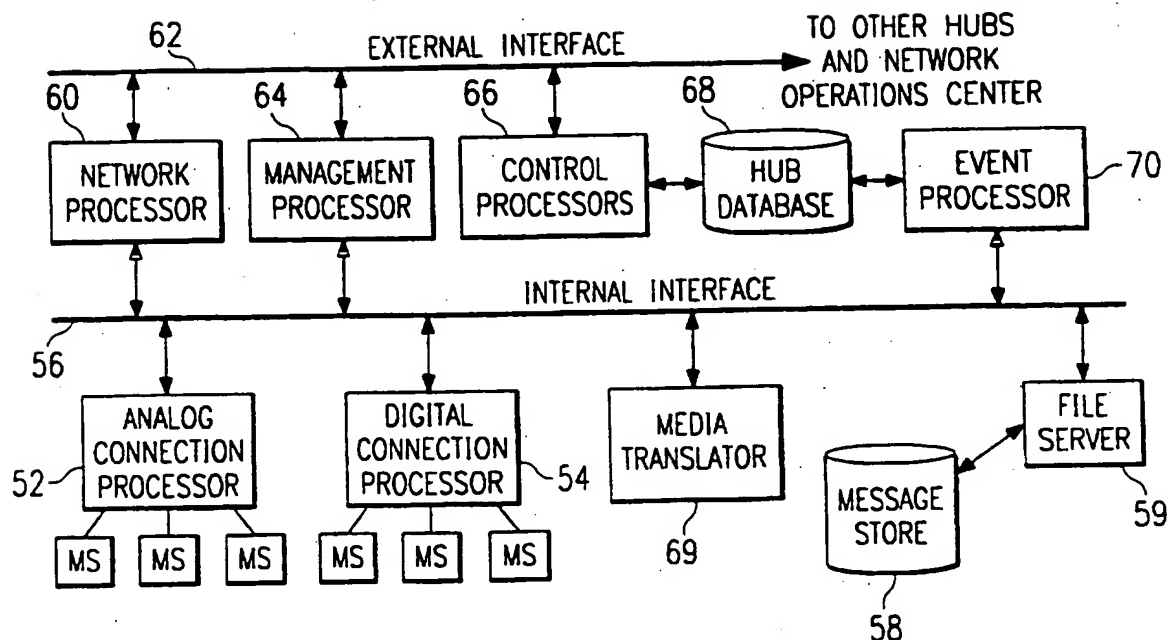 62
EXTERNAL INTERFACE
TO OTHER HUBS
AND NETWORK
OPERATIONS CENTER
60
64
66
68
NETWORK
PROCESSOR
MANAGEMENT
PROCESSOR
CONTROL
PROCESSORS
HUB
DATABASE
EVENT
PROCESSOR
70
INTERNAL INTERFACE
56
ANALOG
CONNECTION
PROCESSOR
52
DIGITAL
CONNECTION
PROCESSOR
54
MEDIA
TRANSLATOR
69
FILE
SERVER
59
MESSAGE
STORE
58
MS
MS
MS
MS
MS
MS